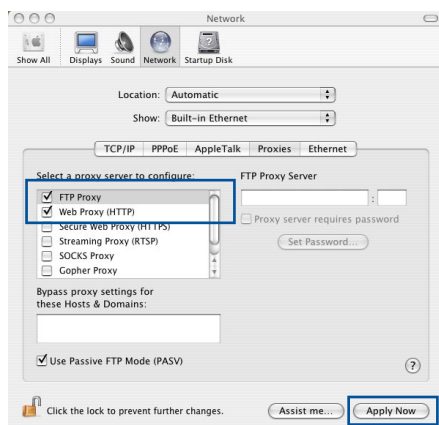 Network
Show All Displays Sound Network Startup Disk
Location: Automatic
Show: Built-in Ethernet
TCP/IP PPPoE AppleTalk Proxies Ethernet
Select a proxy server to configure: FTP Proxy Server
FTP Proxy :
Web Proxy (HTTP) Proxy server requires password
Secure Web Proxy (HTTPS)
Streaming Proxy (RTSP) Set Password...
SOCKS Proxy
Gopher Proxy
Bypass proxy settings for
these Hosts & Domains:
Use Passive FTP Mode (PASV) ?
Click the lock to prevent further changes. Assist me... Apply Now